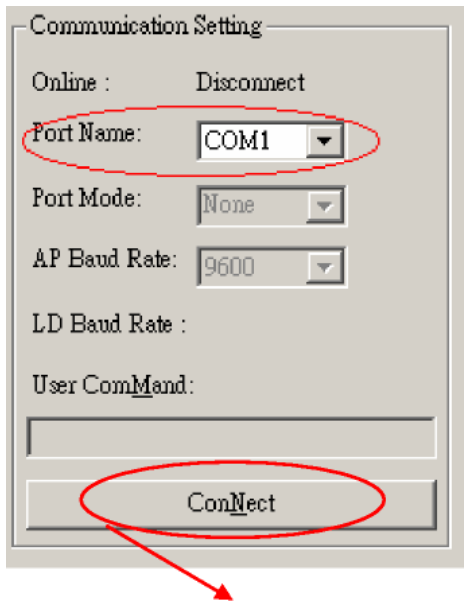 Communication Setting
Online : Disconnect
Port Name: COM1
Port Mode: None
AP Baud Rate: 9600
LD Baud Rate :
User ComMand:
ConNect